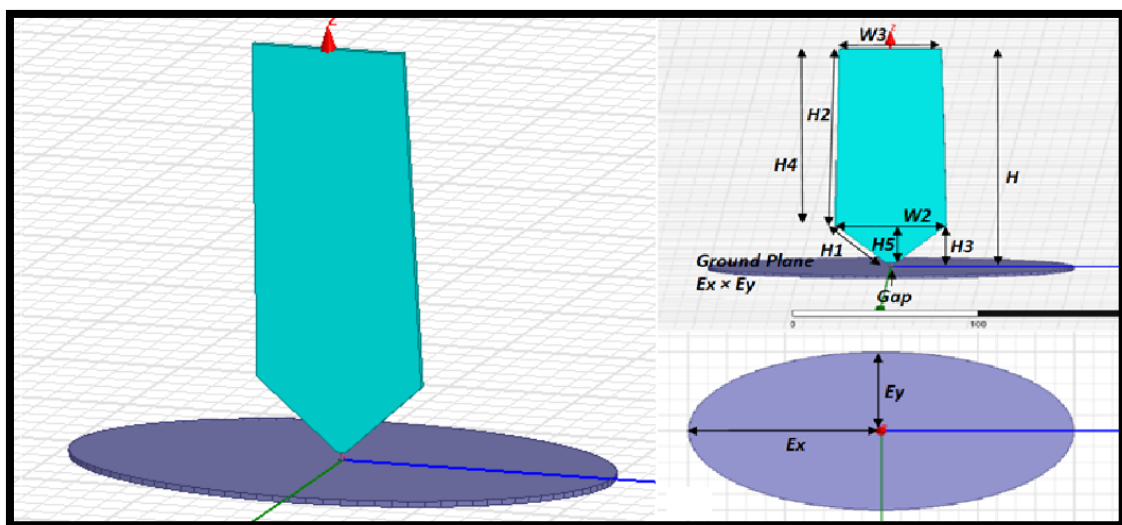 Z
W3
Z
H2
H4
H
W2
H1
H5
H3
Ground Plane
Ex × Ey
Gap
0
100
Ey
Ex